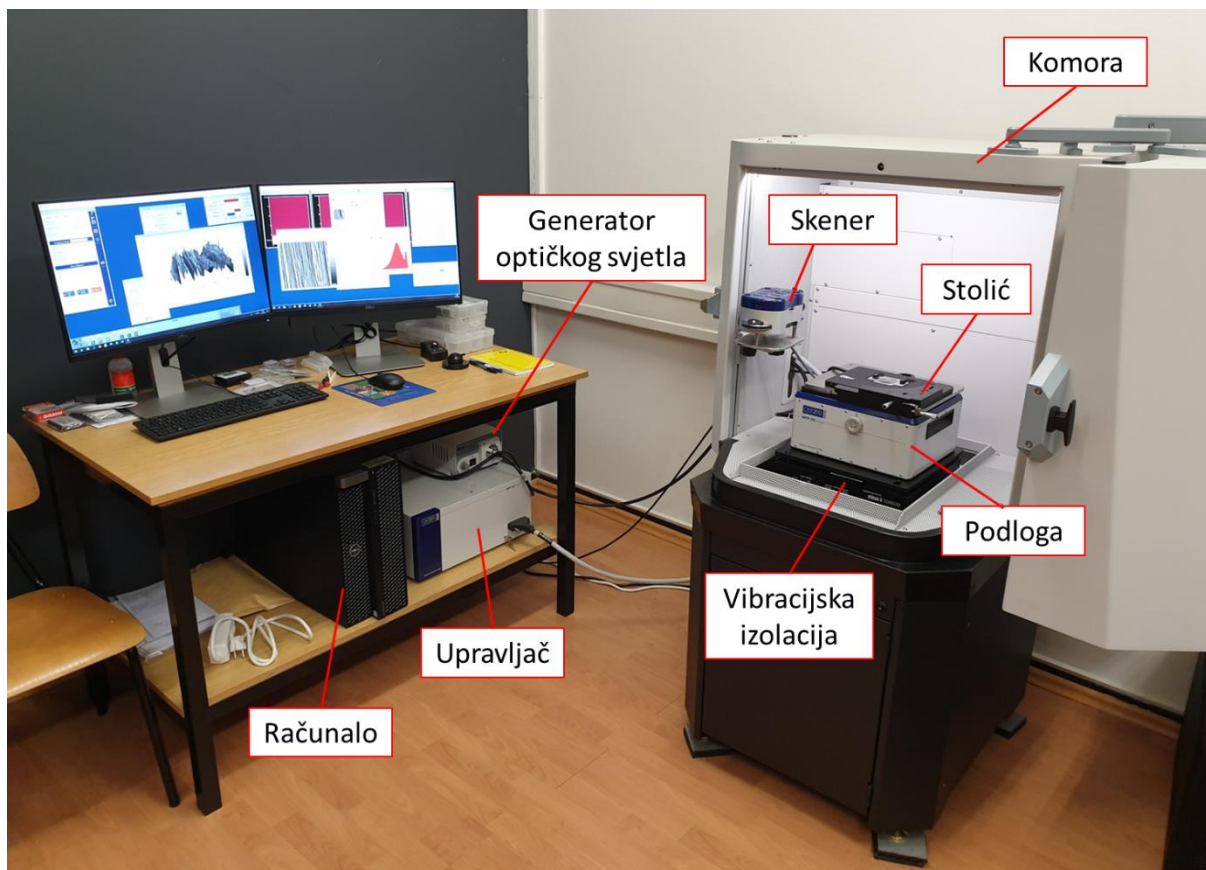 Komora
Generator
optičkog svjetla
Skener
Stolić
Podloga
Vibracijska
izolacija
Upravljač
Računalo